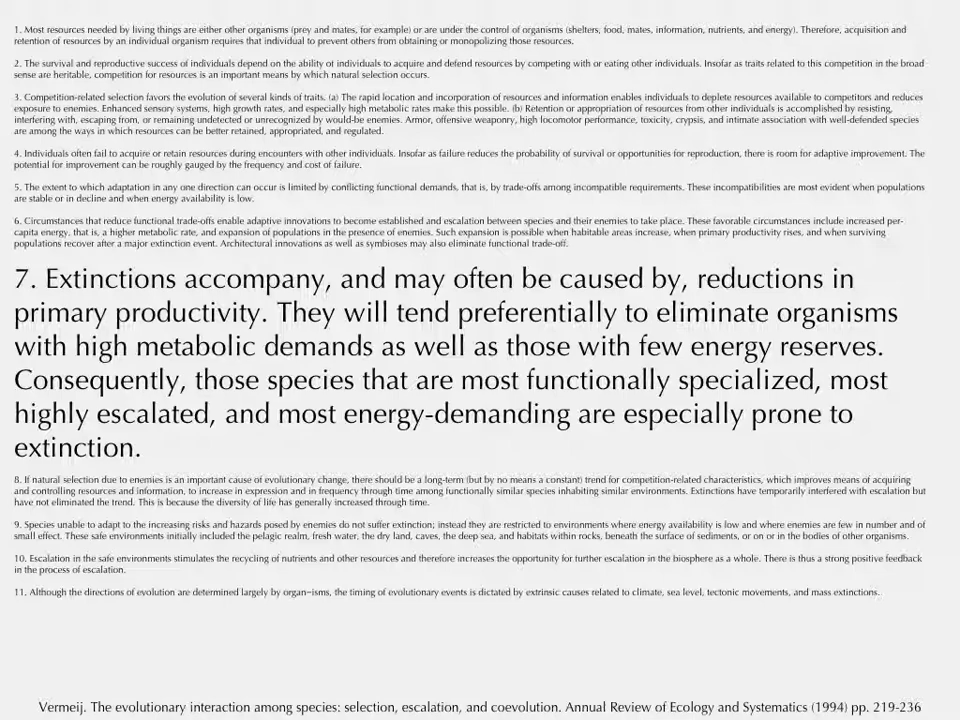 1. Most resources needed by living things are either other organisms (prey and mates, for example) or are under the control of organisms (shelters, food, mates, information, nutrients, and energy). Therefore, acquisition and
retention of resources by an individual organism requires that individual to prevent others from obtaining or monopolizing those resources.
2. The survival and reproductive success of individuals depend on the ability of individuals to acquire and defend resources by competing with or eating other individuals. Insofar as traits related to this competition in the broad
sense are heritable, competition for resources is an important means by which natural selection occurs.
3. Competition-related selection favors the evolution of several kinds of traits. (a) The rapid location and incorporation of resources and information enables individuals to deplete resources available to competitors and reduces
exposure to enemies. Enhanced sensory systems, high growth rates, and especially high metabolic rates make this possible. (b) Retention or appropriation of resources from other individuals is accomplished by resisting,
interfering with, escaping from, or remaining undetected or unrecognized by would-be enemies. Armor, offensive weaponry, high locomotor performance, toxicity, crypsis, and intimate association with well-defended species
are among the ways in which resources can be better retained, appropriated, and regulated.
4. Individuals often fail to acquire or retain resources during encounters with other individuals. Insofar as failure reduces the probability of survival or opportunities for reproduction, there is room for adaptive improvement. The
potential for improvement can be roughly gauged by the frequency and cost of failure.
5. The extent to which adaptation in any one direction can occur is limited by conflicting functional demands, that is, by trade-offs among incompatible requirements. These incompatibilities are most evident when populations
are stable or in decline and when energy availability is low.
6. Circumstances that reduce functional trade-offs enable adaptive innovations to become established and escalation between species and their enemies to take place. These favorable circumstances include increased per-
capita energy, that is, a higher metabolic rate, and expansion of populations in the presence of enemies. Such expansion is possible when habitable areas increase, when primary productivity rises, and when surviving
populations recover after a major extinction event. Architectural innovations as well as symbioses may also eliminate functional trade-off.
7. Extinctions accompany, and may often be caused by, reductions in
primary productivity. They will tend preferentially to eliminate organisms
with high metabolic demands as well as those with few energy reserves.
Consequently, those species that are most functionally specialized, most
highly escalated, and most energy-demanding are especially prone to
extinction.
8. If natural selection due to enemies is an important cause of evolutionary change, there should be a long-term (but by no means a constant) trend for competition-related characteristics, which improves means of acquiring
and controlling resources and information, to increase in expression and in frequency through time among functionally similar species inhabiting similar environments. Extinctions have temporarily interfered with escalation but
have not eliminated the trend. This is because the diversity of life has generally increased through time.
9. Species unable to adapt to the increasing risks and hazards posed by enemies do not suffer extinction; instead they are restricted to environments where energy availability is low and where enemies are few in number and of
small effect. These safe environments initially included the pelagic realm, fresh water, the dry land, caves, the deep sea, and habitats within rocks, beneath the surface of sediments, or on or in the bodies of other organisms.
10. Escalation in the safe environments stimulates the recycling of nutrients and other resources and therefore increases the opportunity for further escalation in the biosphere as a whole. There is thus a strong positive feedback
in the process of escalation.
11. Although the directions of evolution are determined largely by organ–isms, the timing of evolutionary events is dictated by extrinsic causes related to climate, sea level, tectonic movements, and mass extinctions.
Vermeij. The evolutionary interaction among species: selection, escalation, and coevolution. Annual Review of Ecology and Systematics (1994) pp. 219-236